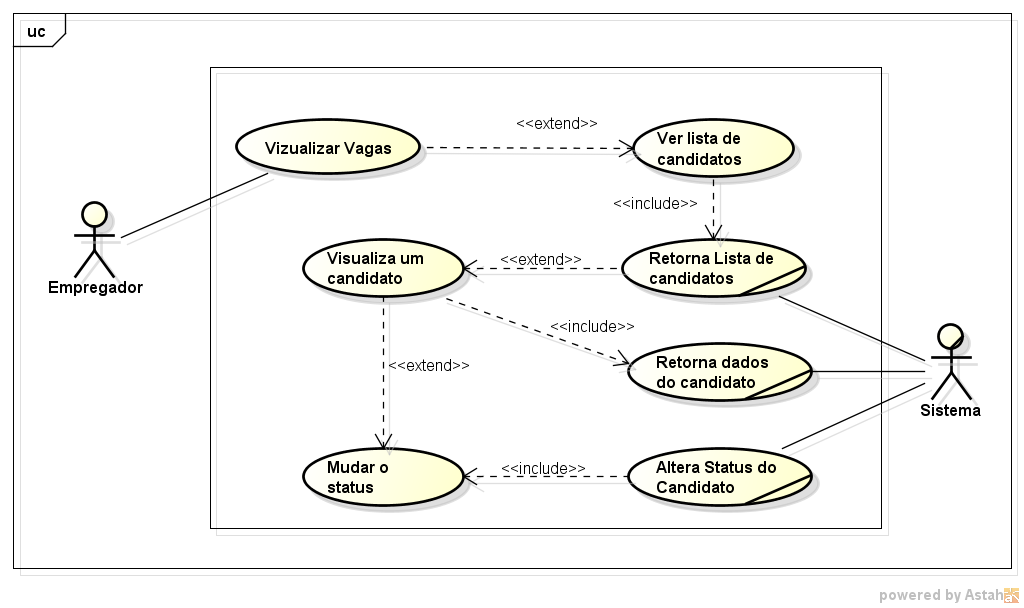 uc
<<extend>>
Vizualizar Vagas
Ver lista de
candidatos
<<include>>
Empregador
Visualiza um
candidato
<<extend>>
Retorna Lista de
candidatos
<<include>>
Retorna dados
do candidato
<<extend>>
Sistema
Mudar o
status
<<include>>
Altera Status do
Candidato
powered by Astah